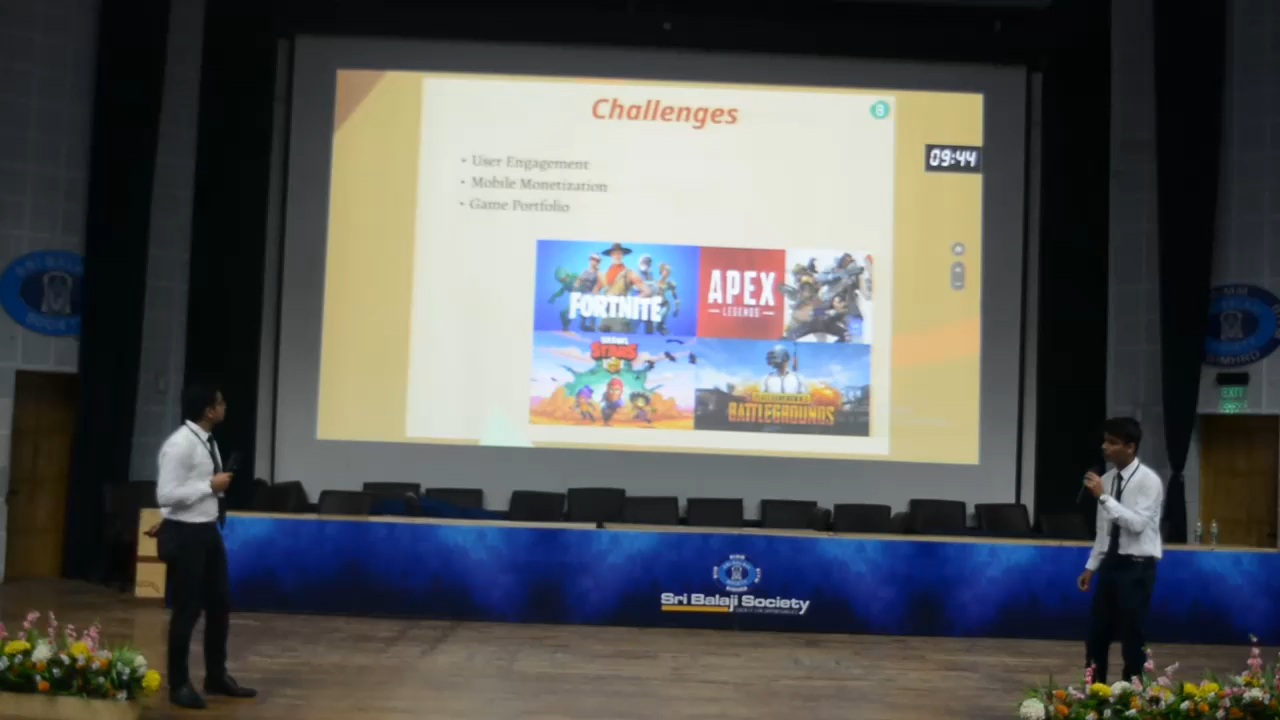 Challenges
8
09:44
• User Engagement
• Mobile Monetization
• Game Portfolio
FORTNITE
APEX
LEGENDS
BRAWL
STARS
BATTLEGROUNDS
EXIT
Sri Balaji Society